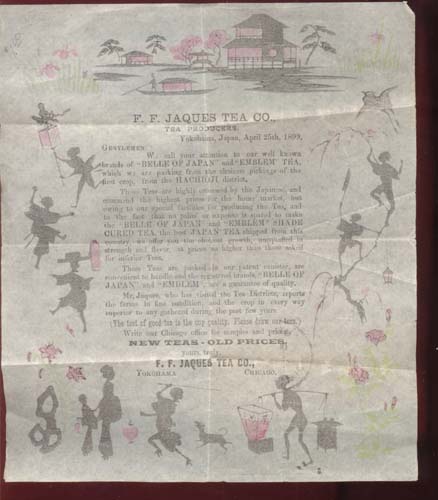 F. F. JAQUES TEA CO.,
TEA PRODUCERS.
Yokohama, Japan, April 25th, 1899.
GENTLEMEN:
We call your attention to our well known
brands of "BELLE OF JAPAN" and "EMBLEM" TEA,
which we are packing from the choicest pickings of the
first crop, from the HACHIOJI district.
These Teas are highly esteemed by the Japanese, and
command the highest prices for the home market, but
owing to our special facilities for producing the Tea, and
to the fact that no pains or expense is spared to make
the "BELLE OF JAPAN" and "EMBLEM" SHADE
CURED TEA, the best JAPAN TEA shipped from this
country, we offer you the choicest growth, unequalled in
strength and flavor, at prices no higher than those asked
for inferior Teas.
These Teas are packed in our patent canister, are
convenient to handle and the registered brands, "BELLE OF
JAPAN" and "EMBLEM" are a guarantee of quality.
Mr. Jaques, who has visited the Tea Districts, reports
the farms in fine condition, and the crop in every way
superior to any gathered during the past few years.
(The test of good tea is the cup quality. Please draw our teas.)
Write our Chicago office for samples and prices.
NEW TEAS - OLD PRICES.
yours truly,
F. F. JAQUES TEA CO.,
YOKOHAMA CHICAGO.